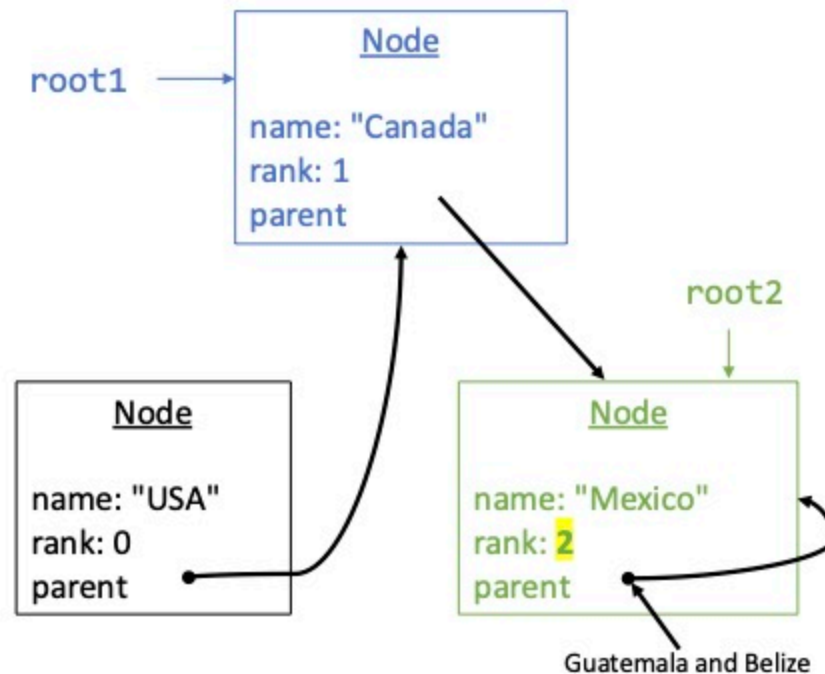 Node
root1
name: "Canada"
rank: 1
parent
root2
Node
name: "USA"
rank: 0
parent
Node
name: "Mexico"
rank: 2
parent
Guatemala and Belize